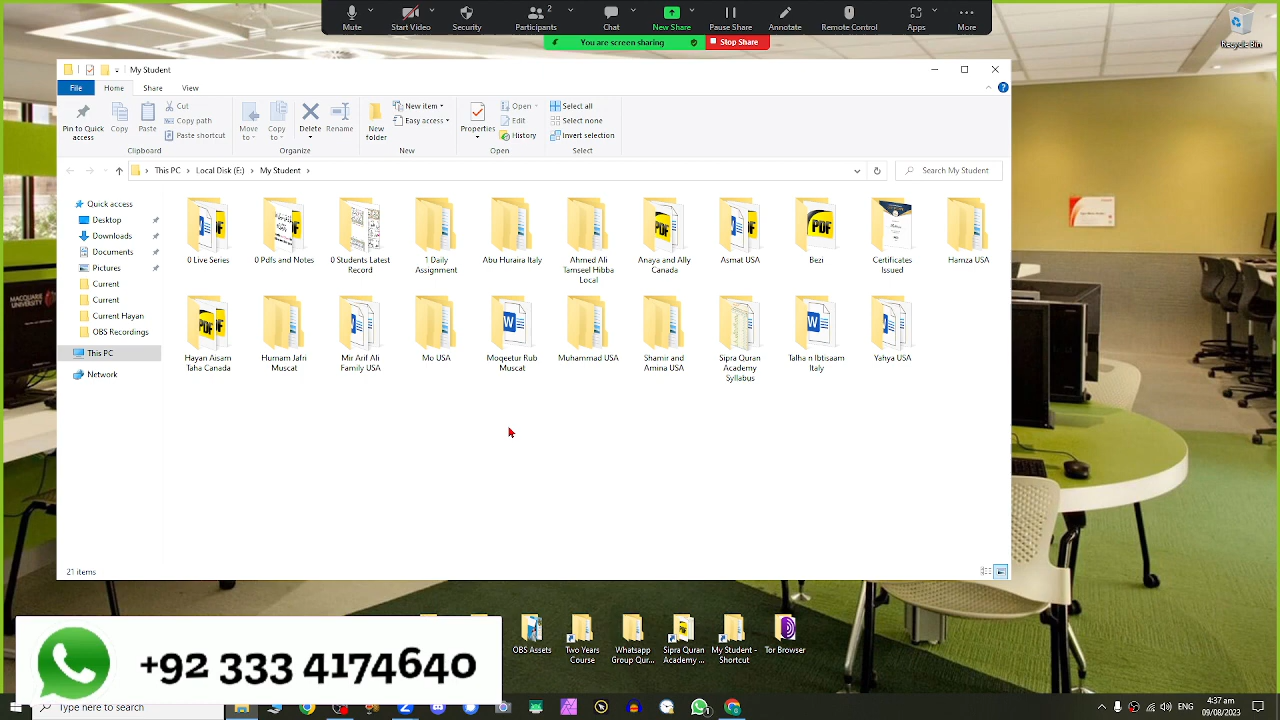 Mute
Start Video
Security
Participants
2
Chat
New Share
Pause Share
Annotate
Remote Control
Apps
More
You are screen sharing
Stop Share
Recycle Bin
My Student
File
Home
Share
View
Pin to Quick access
Copy
Paste
Cut
Copy path
Paste shortcut
Move to
Copy to
Delete
Rename
New folder
New item
Easy access
Properties
Open
Edit
History
Select all
Select none
Invert selection
Clipboard
Organize
New
Open
Select
This PC
Local Disk (E:)
My Student
Search My Student
Quick access
Desktop
Downloads
Documents
Pictures
Current
Current
Current Hayan
OBS Recordings
This PC
Network
0 Live Series
0 Pdfs and Notes
0 Students Latest Record
1 Daily Assignment
Abu Huraira Italy
Ahmed Ali Tamseel Hibba Local
Anaya and Ally Canada
Asmat USA
Bezi
Certificates Issued
Hamza USA
Hayan Aisam Taha Canada
Hurnam Jafri Muscat
Mir Arif Ali Family USA
Mo USA
Moqeetur Rub Muscat
Muhammad USA
Shamir and Amina USA
Sipra Quran Academy Syllabus
Talha n Ibtisaam Italy
Yahya USA
21 items
MACQUARIE
UNIVERSITY
OBS Assets
Two Years Course
Whatsapp Group Qur...
Sipra Quran Academy ...
My Student - Shortcut
Tor Browser
+92 333 4174640
Type here to search
ENG
4:37 am
09/08/2023